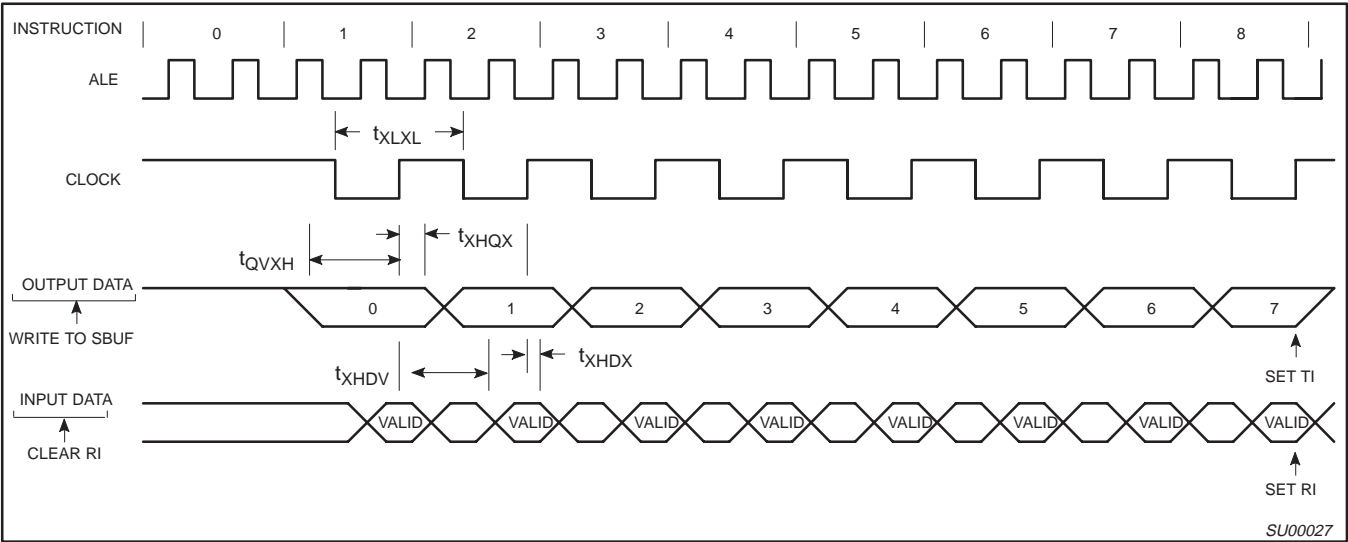 INSTRUCTION 0 1 2 3 4 5 6 7 8
ALE
tXLXL
CLOCK
tXHQX
tQVXH
OUTPUT DATA
0 1 2 3 4 5 6 7
WRITE TO SBUF
tXHDX
tXHDV
SET TI
INPUT DATA
VALID VALID VALID VALID VALID VALID VALID VALID
CLEAR RI
SET RI
SU00027